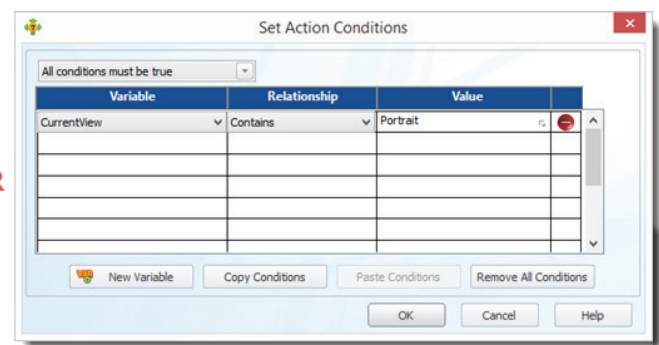 Set Action Conditions
All conditions must be true
Variable Relationship Value
CurrentView Contains Portrait
R
New Variable Copy Conditions Paste Conditions Remove All Conditions
OK Cancel Help